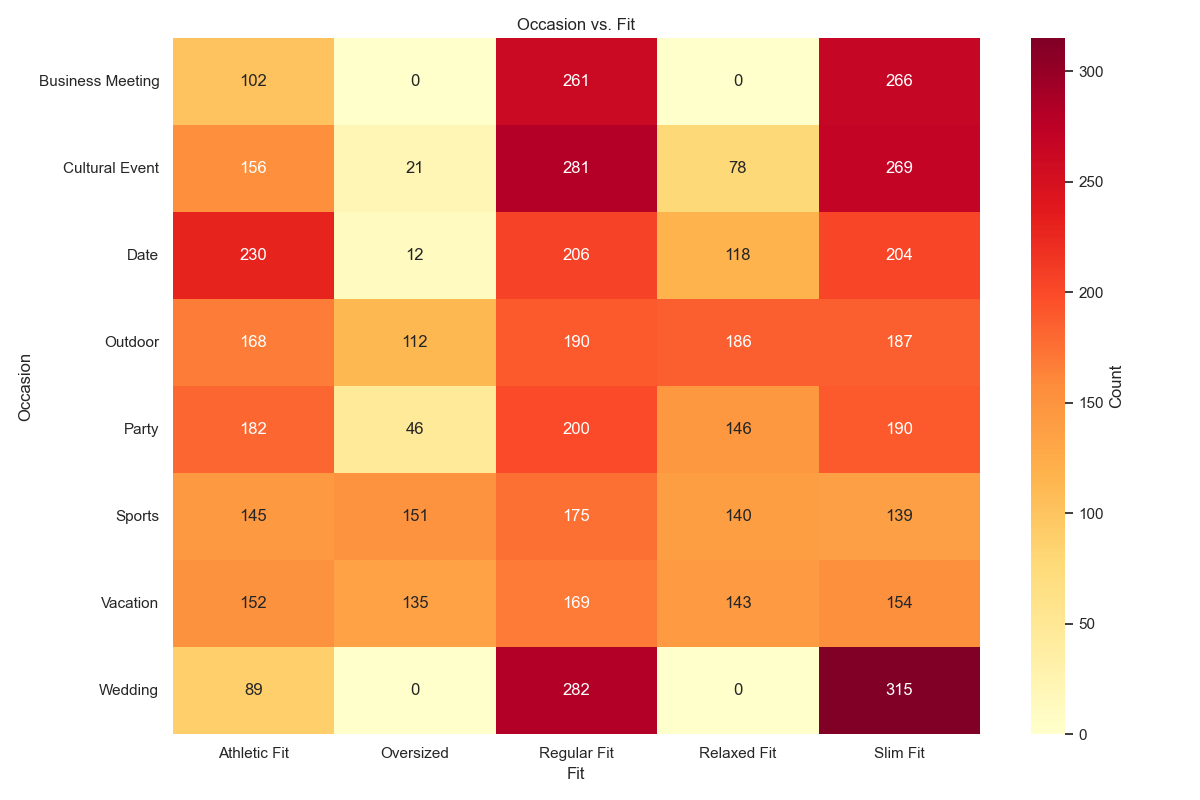 Occasion vs. Fit
Occasion
Business Meeting 102 0 261 0 266
Cultural Event 156 21 281 78 269
Date 230 12 206 118 204
Outdoor 168 112 190 186 187
Party 182 46 200 146 190
Sports 145 151 175 140 139
Vacation 152 135 169 143 154
Wedding 89 0 282 0 315
Athletic Fit Oversized Regular Fit Relaxed Fit Slim Fit
Fit
300
250
200
150
100
50
0
Count